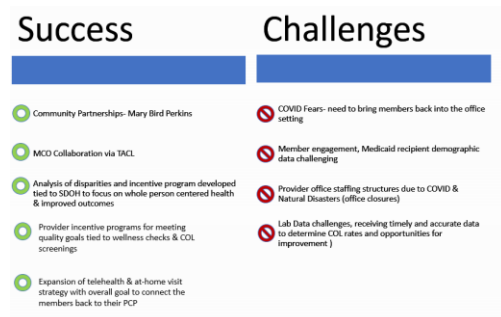 Success
Community Partnerships- Mary Bird Perkins
MCO Collaboration via TACL
Analysis of disparities and incentive program developed
tied to SDOH to focus on whole person centered health
& improved outcomes
Provider incentive programs for meeting
quality goals tied to wellness checks & COL
screenings
Expansion of telehealth & at-home visit
strategy with overall goal to connect the
members back to their PCP
Challenges
COVID Fears- need to bring members back into the office
setting
Member engagement, Medicaid recipient demographic
data challenging
Provider office staffing structures due to COVID &
Natural Disasters (office closures)
Lab Data challenges, receiving timely and accurate data
to determine COL rates and opportunities for
improvement )